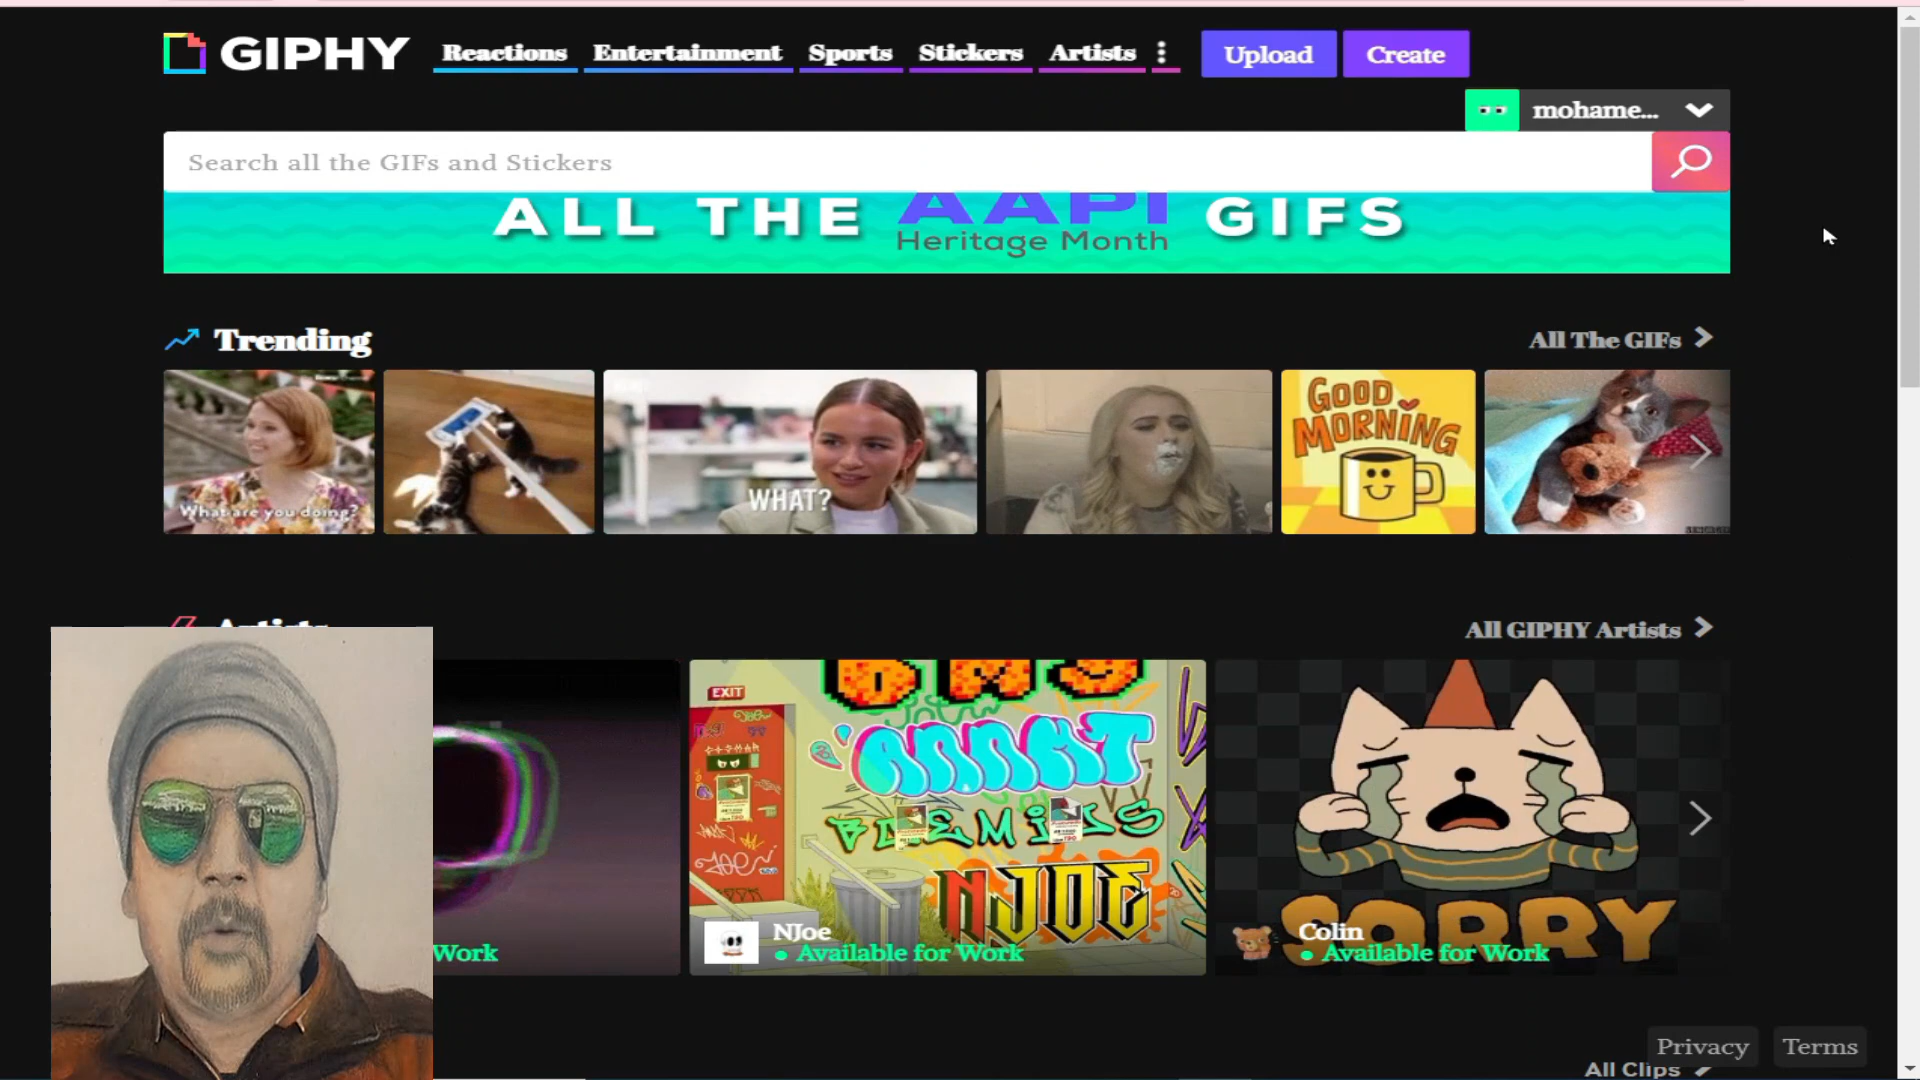 GIPHY
Reactions Entertainment Sports Stickers Artists
Upload Create
mohame...
Search all the GIFs and Stickers
ALL THE AAPI GIFS
Heritage Month
Trending
All The GIFs
What are you doing?
WHAT?
GOOD
MORNING
Artists
All GIPHY Artists
EXIT
NJOE
SORRY
Work
NJoe
Available for Work
Colin
Available for Work
Privacy Terms
All Clips